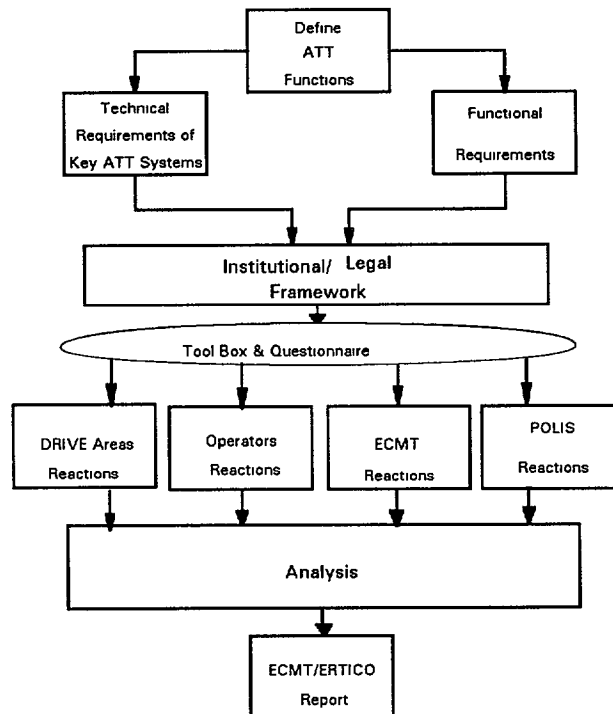 Define
ATT
Functions
Technical
Requirements of
Key ATT Systems
Functional
Requirements
Institutional/ Legal
Framework
Tool Box & Questionnaire
DRIVE Areas
Reactions
Operators
Reactions
ECMT
Reactions
POLIS
Reactions
Analysis
ECMT/ERTICO
Report